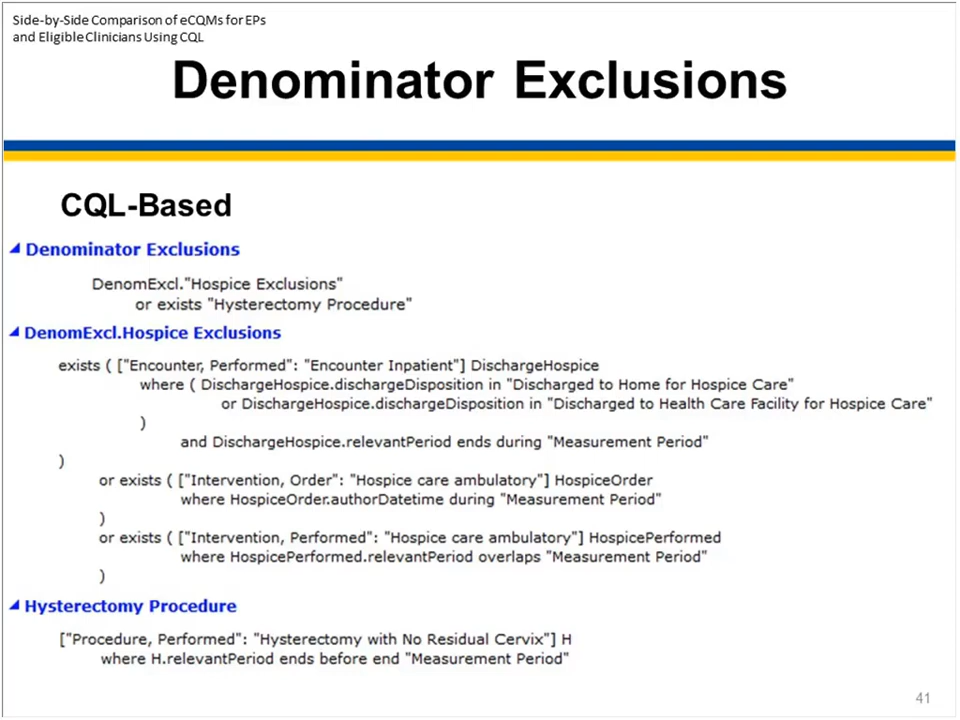 Side-by-Side Comparison of eCQMs for EPs
and Eligible Clinicians Using CQL
Denominator Exclusions
CQL-Based
Denominator Exclusions
DenomExcl."Hospice Exclusions"
or exists "Hysterectomy Procedure"
DenomExcl.Hospice Exclusions
exists ( ["Encounter, Performed": "Encounter Inpatient"] DischargeHospice
where ( DischargeHospice.dischargeDisposition in "Discharged to Home for Hospice Care"
or DischargeHospice.dischargeDisposition in "Discharged to Health Care Facility for Hospice Care"
)
and DischargeHospice.relevantPeriod ends during "Measurement Period"
)
or exists ( ["Intervention, Order": "Hospice care ambulatory"] HospiceOrder
where HospiceOrder.authorDatetime during "Measurement Period"
)
or exists ( ["Intervention, Performed": "Hospice care ambulatory"] HospicePerformed
where HospicePerformed.relevantPeriod overlaps "Measurement Period"
)
Hysterectomy Procedure
["Procedure, Performed": "Hysterectomy with No Residual Cervix"] H
where H.relevantPeriod ends before end "Measurement Period"
41